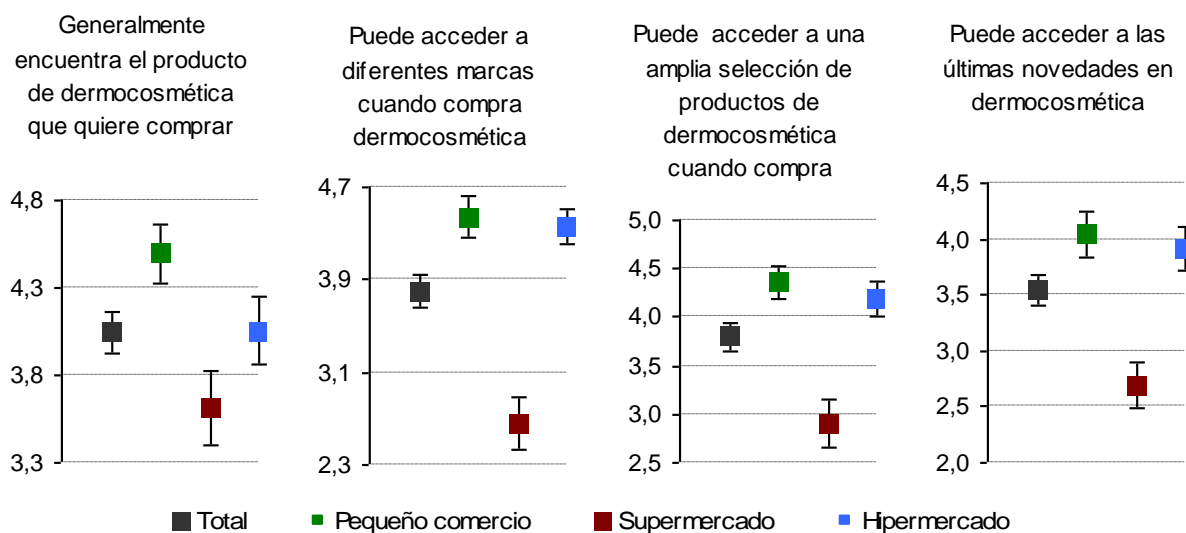 Generalmente
encuentra el producto
de dermocosmética
que quiere comprar
4,8
4,3
3,8
3,3
Puede acceder a
diferentes marcas
cuando compra
dermocosmética
4,7
3,9
3,1
2,3
Puede acceder a una
amplia selección de
productos de
dermocosmética
cuando compra
5,0
4,5
4,0
3,5
3,0
2,5
Puede acceder a las
últimas novedades en
dermocosmética
4,5
4,0
3,5
3,0
2,5
2,0
Total
Pequeño comercio
Supermercado
Hipermercado